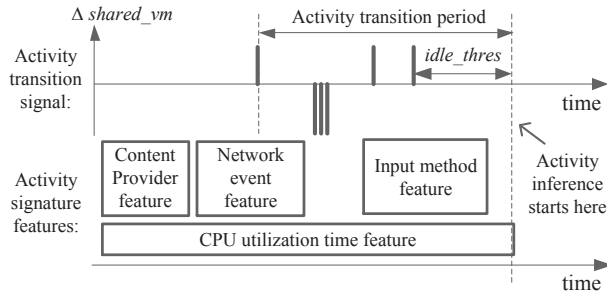 Δ shared_vm
Activity transition period
idle_thres
Activity
transition
signal:
time
Content
Provider
feature
Network
event
feature
Input method
feature
Activity
inference
starts here
Activity
signature
features:
CPU utilization time feature
time